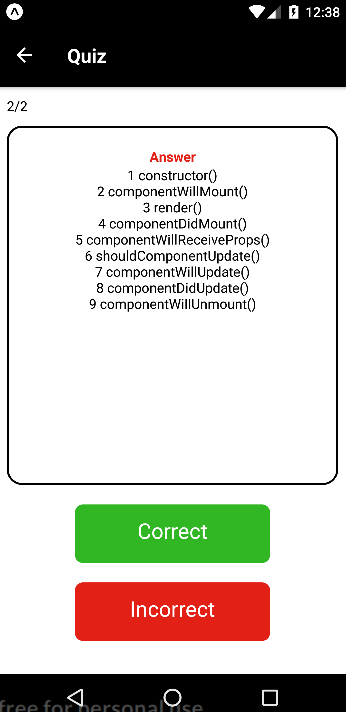 12:38
Quiz
2/2
Answer
1 constructor()
2 componentWillMount()
3 render()
4 componentDidMount()
5 componentWillReceiveProps()
6 shouldComponentUpdate()
7 componentWillUpdate()
8 componentDidUpdate()
9 componentWillUnmount()
Correct
Incorrect
free for personal use